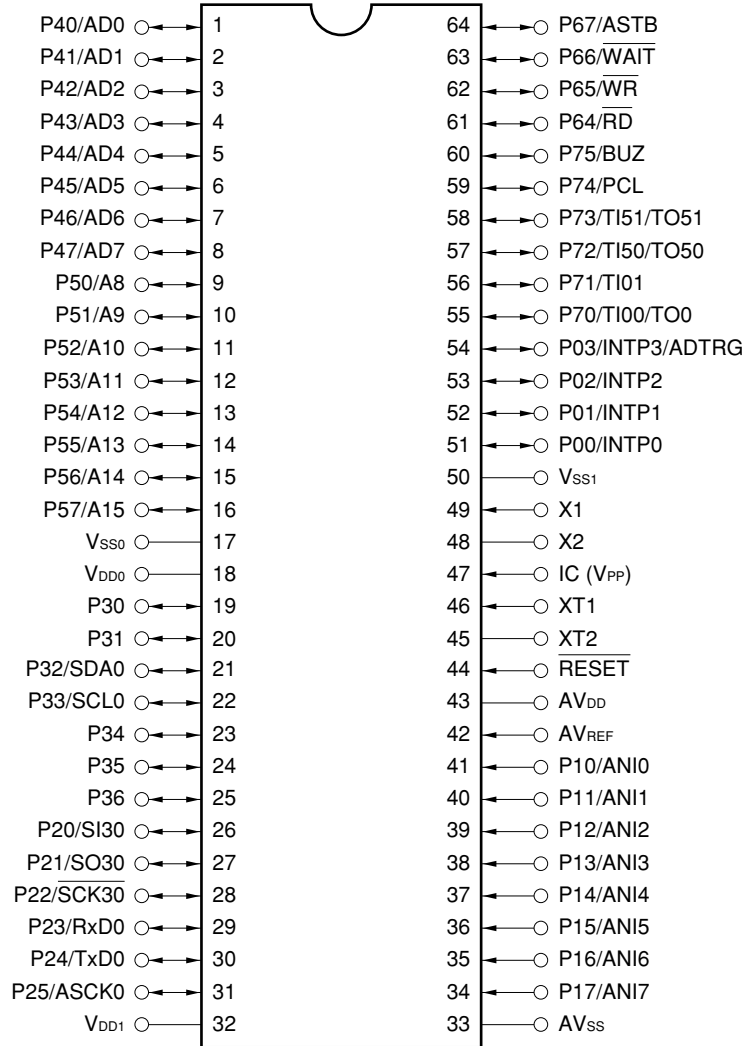 P40/AD0 1 64 P67/ASTB
P41/AD1 2 63 P66/WAIT
P42/AD2 3 62 P65/WR
P43/AD3 4 61 P64/RD
P44/AD4 5 60 P75/BUZ
P45/AD5 6 59 P74/PCL
P46/AD6 7 58 P73/TI51/TO51
P47/AD7 8 57 P72/TI50/TO50
P50/A8 9 56 P71/TI01
P51/A9 10 55 P70/TI00/TO0
P52/A10 11 54 P03/INTP3/ADTRG
P53/A11 12 53 P02/INTP2
P54/A12 13 52 P01/INTP1
P55/A13 14 51 P00/INTP0
P56/A14 15 50 VSS1
P57/A15 16 49 X1
VSS0 17 48 X2
VDD0 18 47 IC (VPP)
P30 19 46 XT1
P31 20 45 XT2
P32/SDA0 21 44 RESET
P33/SCL0 22 43 AVDD
P34 23 42 AVREF
P35 24 41 P10/ANI0
P36 25 40 P11/ANI1
P20/SI30 26 39 P12/ANI2
P21/SO30 27 38 P13/ANI3
P22/SCK30 28 37 P14/ANI4
P23/RxD0 29 36 P15/ANI5
P24/TxD0 30 35 P16/ANI6
P25/ASCK0 31 34 P17/ANI7
VDD1 32 33 AVSS